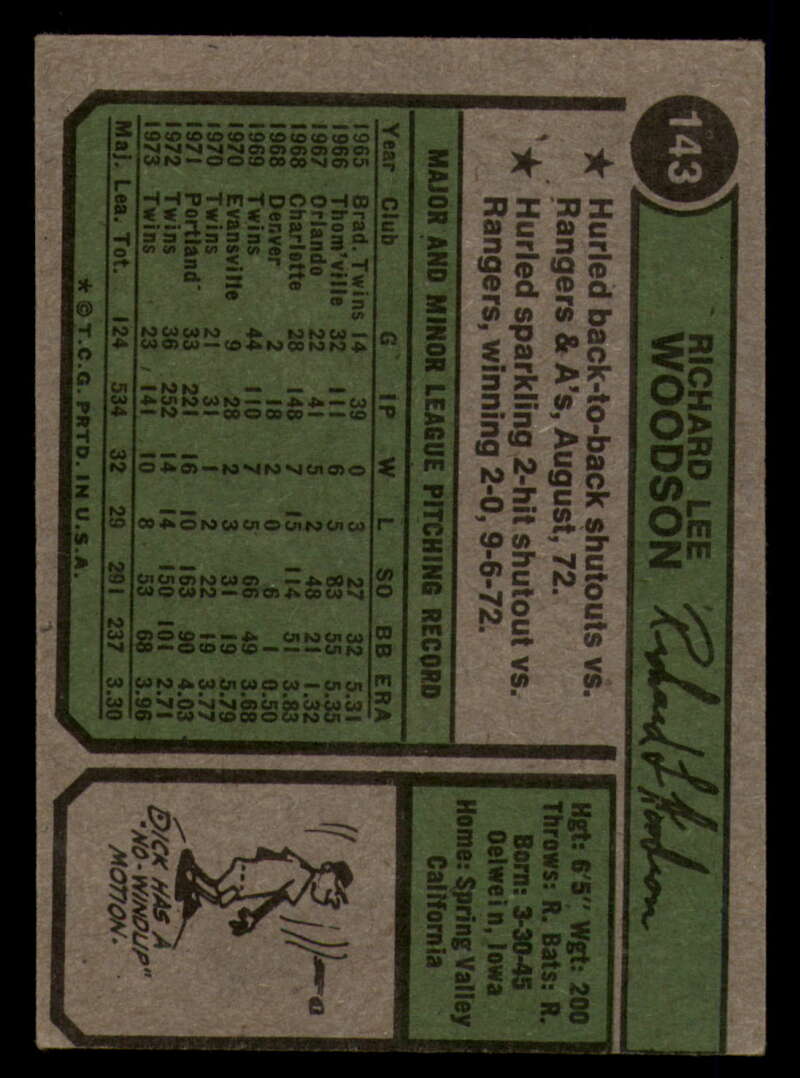 143
RICHARD LEE
WOODSON
Richard L Woodson
★ Hurled back-to-back shutouts vs.
Rangers & A's, August, 72.
★ Hurled sparkling 2-hit shutout vs.
Rangers, winning 2-0, 9-6-72.
MAJOR AND MINOR LEAGUE PITCHING RECORD
Year Club G IP W L SO BB ERA
1965 Brad. Twins 14 39 0 3 27 32 5.31
1966 Thom'ville 32 111 6 5 83 55 5.35
1967 Orlando 22 41 5 2 48 21 1.32
1968 Charlotte 28 148 7 15 114 51 3.83
1968 Denver 2 18 2 0 6 1 0.50
1969 Twins 44 110 7 5 66 49 3.68
1970 Evansville 9 28 2 3 31 19 5.79
1970 Twins 21 31 1 2 22 19 3.77
1971 Portland 33 221 16 10 163 90 4.03
1972 Twins 36 252 14 14 150 101 2.71
1973 Twins 23 141 10 8 53 68 3.96
Maj. Lea. Tot. 124 534 32 29 291 237 3.30
* © T.C.G. PRTD. IN U.S.A.
Hgt: 6'5" Wgt: 200
Throws: R. Bats: R.
Born: 3-30-45
Oelwein, Iowa
Home: Spring Valley
California
DICK HAS A
"NO-WINDUP"
MOTION.